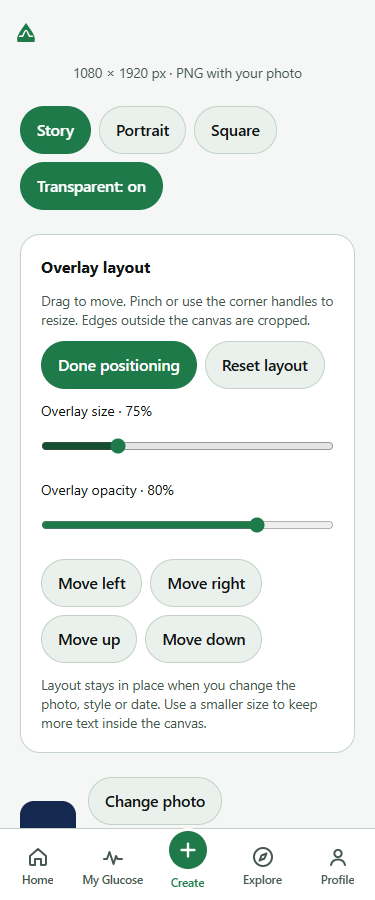 1080 × 1920 px · PNG with your photo
Story
Portrait
Square
Transparent: on
Overlay layout
Drag to move. Pinch or use the corner handles to
resize. Edges outside the canvas are cropped.
Done positioning
Reset layout
Overlay size · 75%
Overlay opacity · 80%
Move left
Move right
Move up
Move down
Layout stays in place when you change the
photo, style or date. Use a smaller size to keep
more text inside the canvas.
Change photo
Home
My Glucose
Create
Explore
Profile